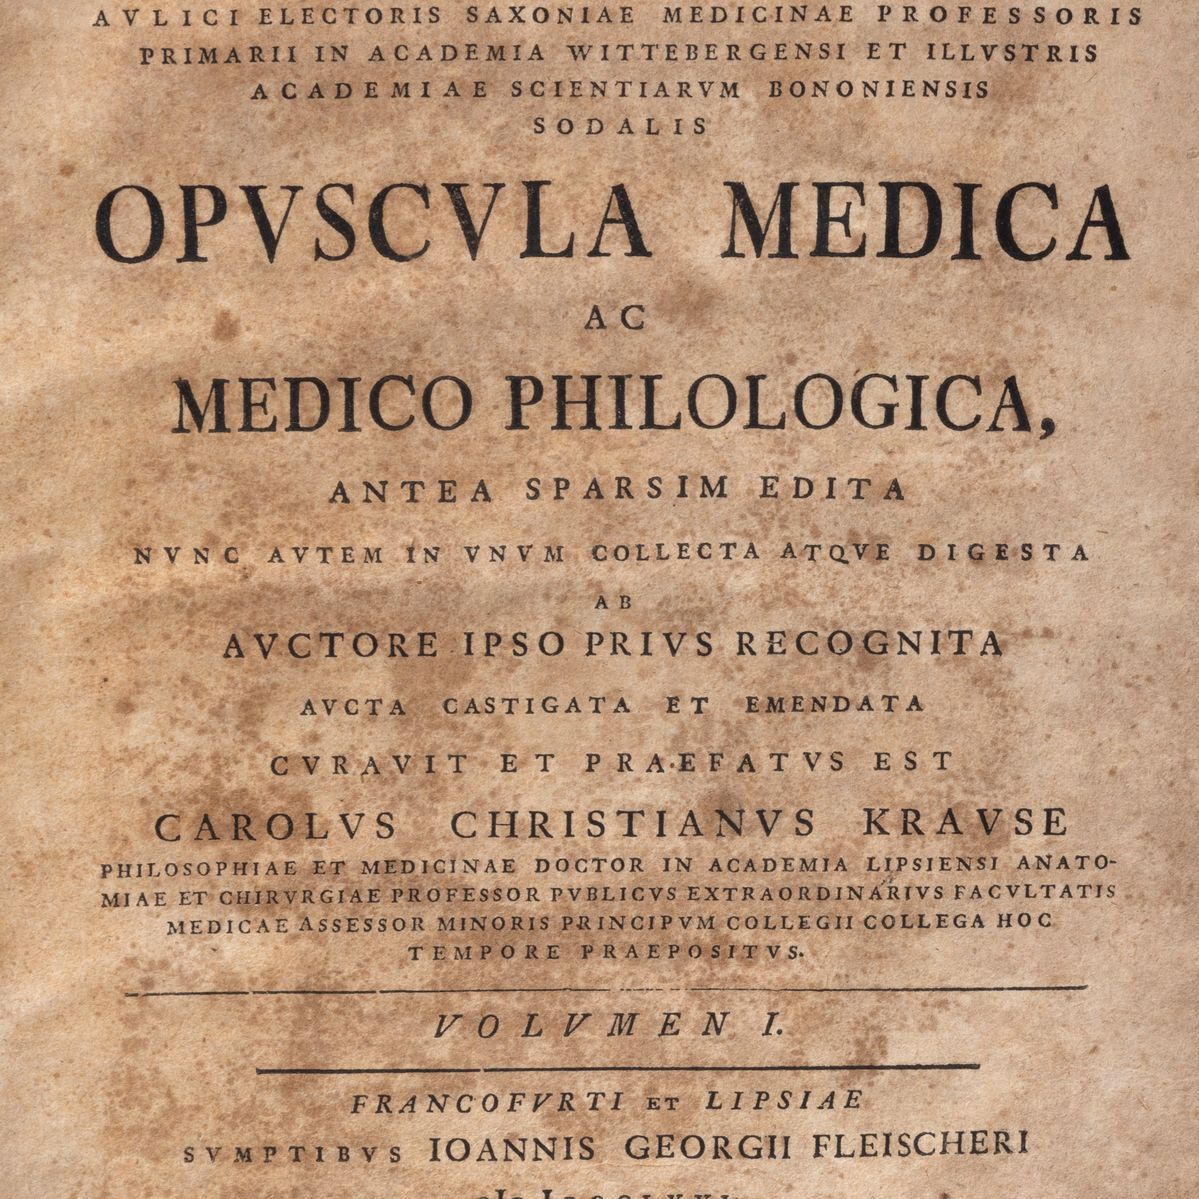 AVLICI ELECTORIS SAXONIAE MEDICINAE PROFESSORIS
PRIMARII IN ACADEMIA WITTEBERGENSI ET ILLVSTRIS
ACADEMIAE SCIENTIARVM BONONIENSIS
SODALIS
OPVSCVLA MEDICA
AC
MEDICO PHILOLOGICA,
ANTEA SPARSIM EDITA
NVNC AVTEM IN VNVM COLLECTA ATQVE DIGESTA
AB
AVCTORE IPSO PRIVS RECOGNITA
AVCTA CASTIGATA ET EMENDATA
CVRAVIT ET PRAEFATVS EST
CAROLVS CHRISTIANVS KRAVSE
PHILOSOPHIAE ET MEDICINAE DOCTOR IN ACADEMIA LIPSIENSI ANATO-
MIAE ET CHIRVRGIAE PROFESSOR PVBLICVS EXTRAORDINARIVS FACVLTATIS
MEDICAE ASSESSOR MINORIS PRINCIPVM COLLEGII COLLEGA HOC
TEMPORE PRAEPOSITVS.
VOLVMEN I.
FRANCOFVRTI ET LIPSIAE
SVMPTIBVS IOANNIS GEORGII FLEISCHERI